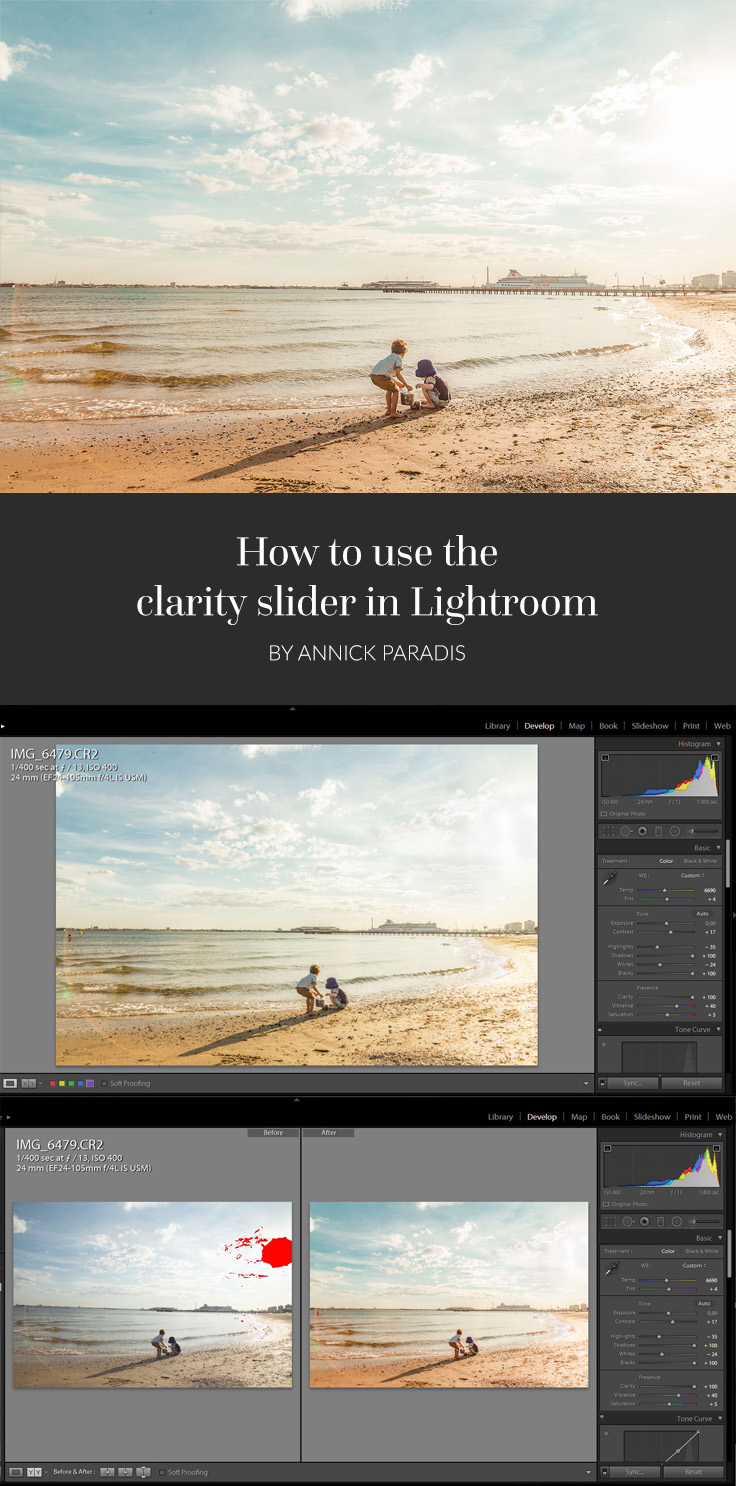 How to use the
clarity slider in Lightroom
BY ANNICK PARADIS
Library | Develop | Map | Book | Slideshow | Print | Web
IMG_6479.CR2
1/400 sec at ƒ / 13, ISO 400
24 mm (EF24-105mm f/4L IS USM)
Histogram
ISO 400 24 mm ƒ / 13 1/400 sec
Original Photo
Basic
Treatment : Color | Black & White
WB : Custom
Temp 6690
Tint + 4
Tone Auto
Exposure 0,00
Contrast + 17
Highlights − 35
Shadows + 100
Whites − 24
Blacks + 100
Presence
Clarity + 100
Vibrance + 40
Saturation + 5
Tone Curve
Soft Proofing
Sync... Reset
Library | Develop | Map | Book | Slideshow | Print | Web
Before After
IMG_6479.CR2
1/400 sec at ƒ / 13, ISO 400
24 mm (EF24-105mm f/4L IS USM)
Histogram
ISO 400 24 mm ƒ / 13 1/400 sec
Original Photo
Basic
Treatment : Color | Black & White
WB : Custom
Temp 6690
Tint + 4
Tone Auto
Exposure 0,00
Contrast + 17
Highlights − 35
Shadows + 100
Whites − 24
Blacks + 100
Presence
Clarity + 100
Vibrance + 40
Saturation + 5
Tone Curve
YY Before & After : Soft Proofing
Sync... Reset